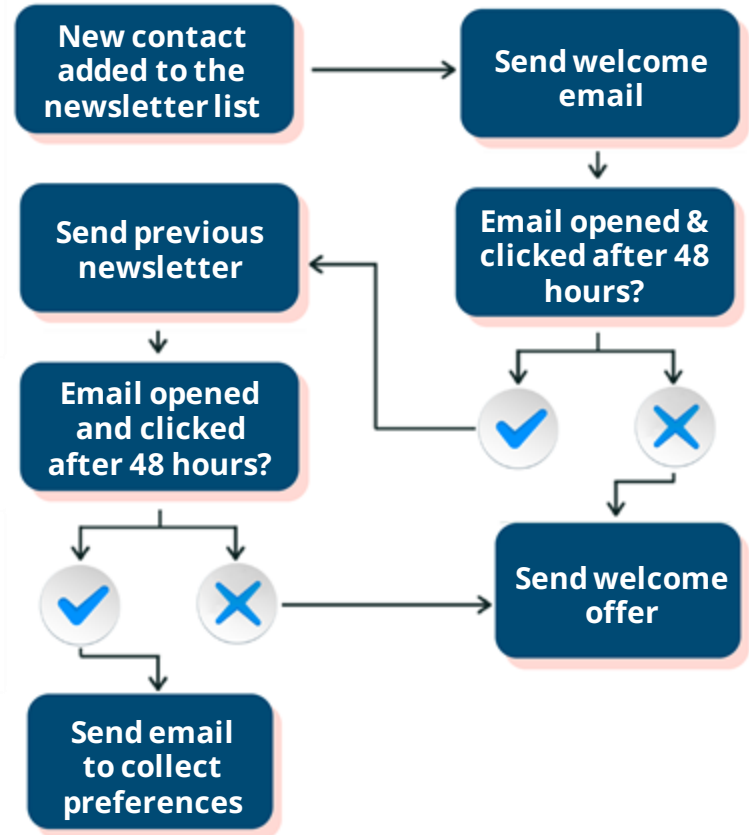 New contact
added to the
newsletter list
Send welcome
email
Email opened &
clicked after 48
hours?
Send previous
newsletter
Email opened
and clicked
after 48 hours?
Send welcome
offer
Send email
to collect
preferences